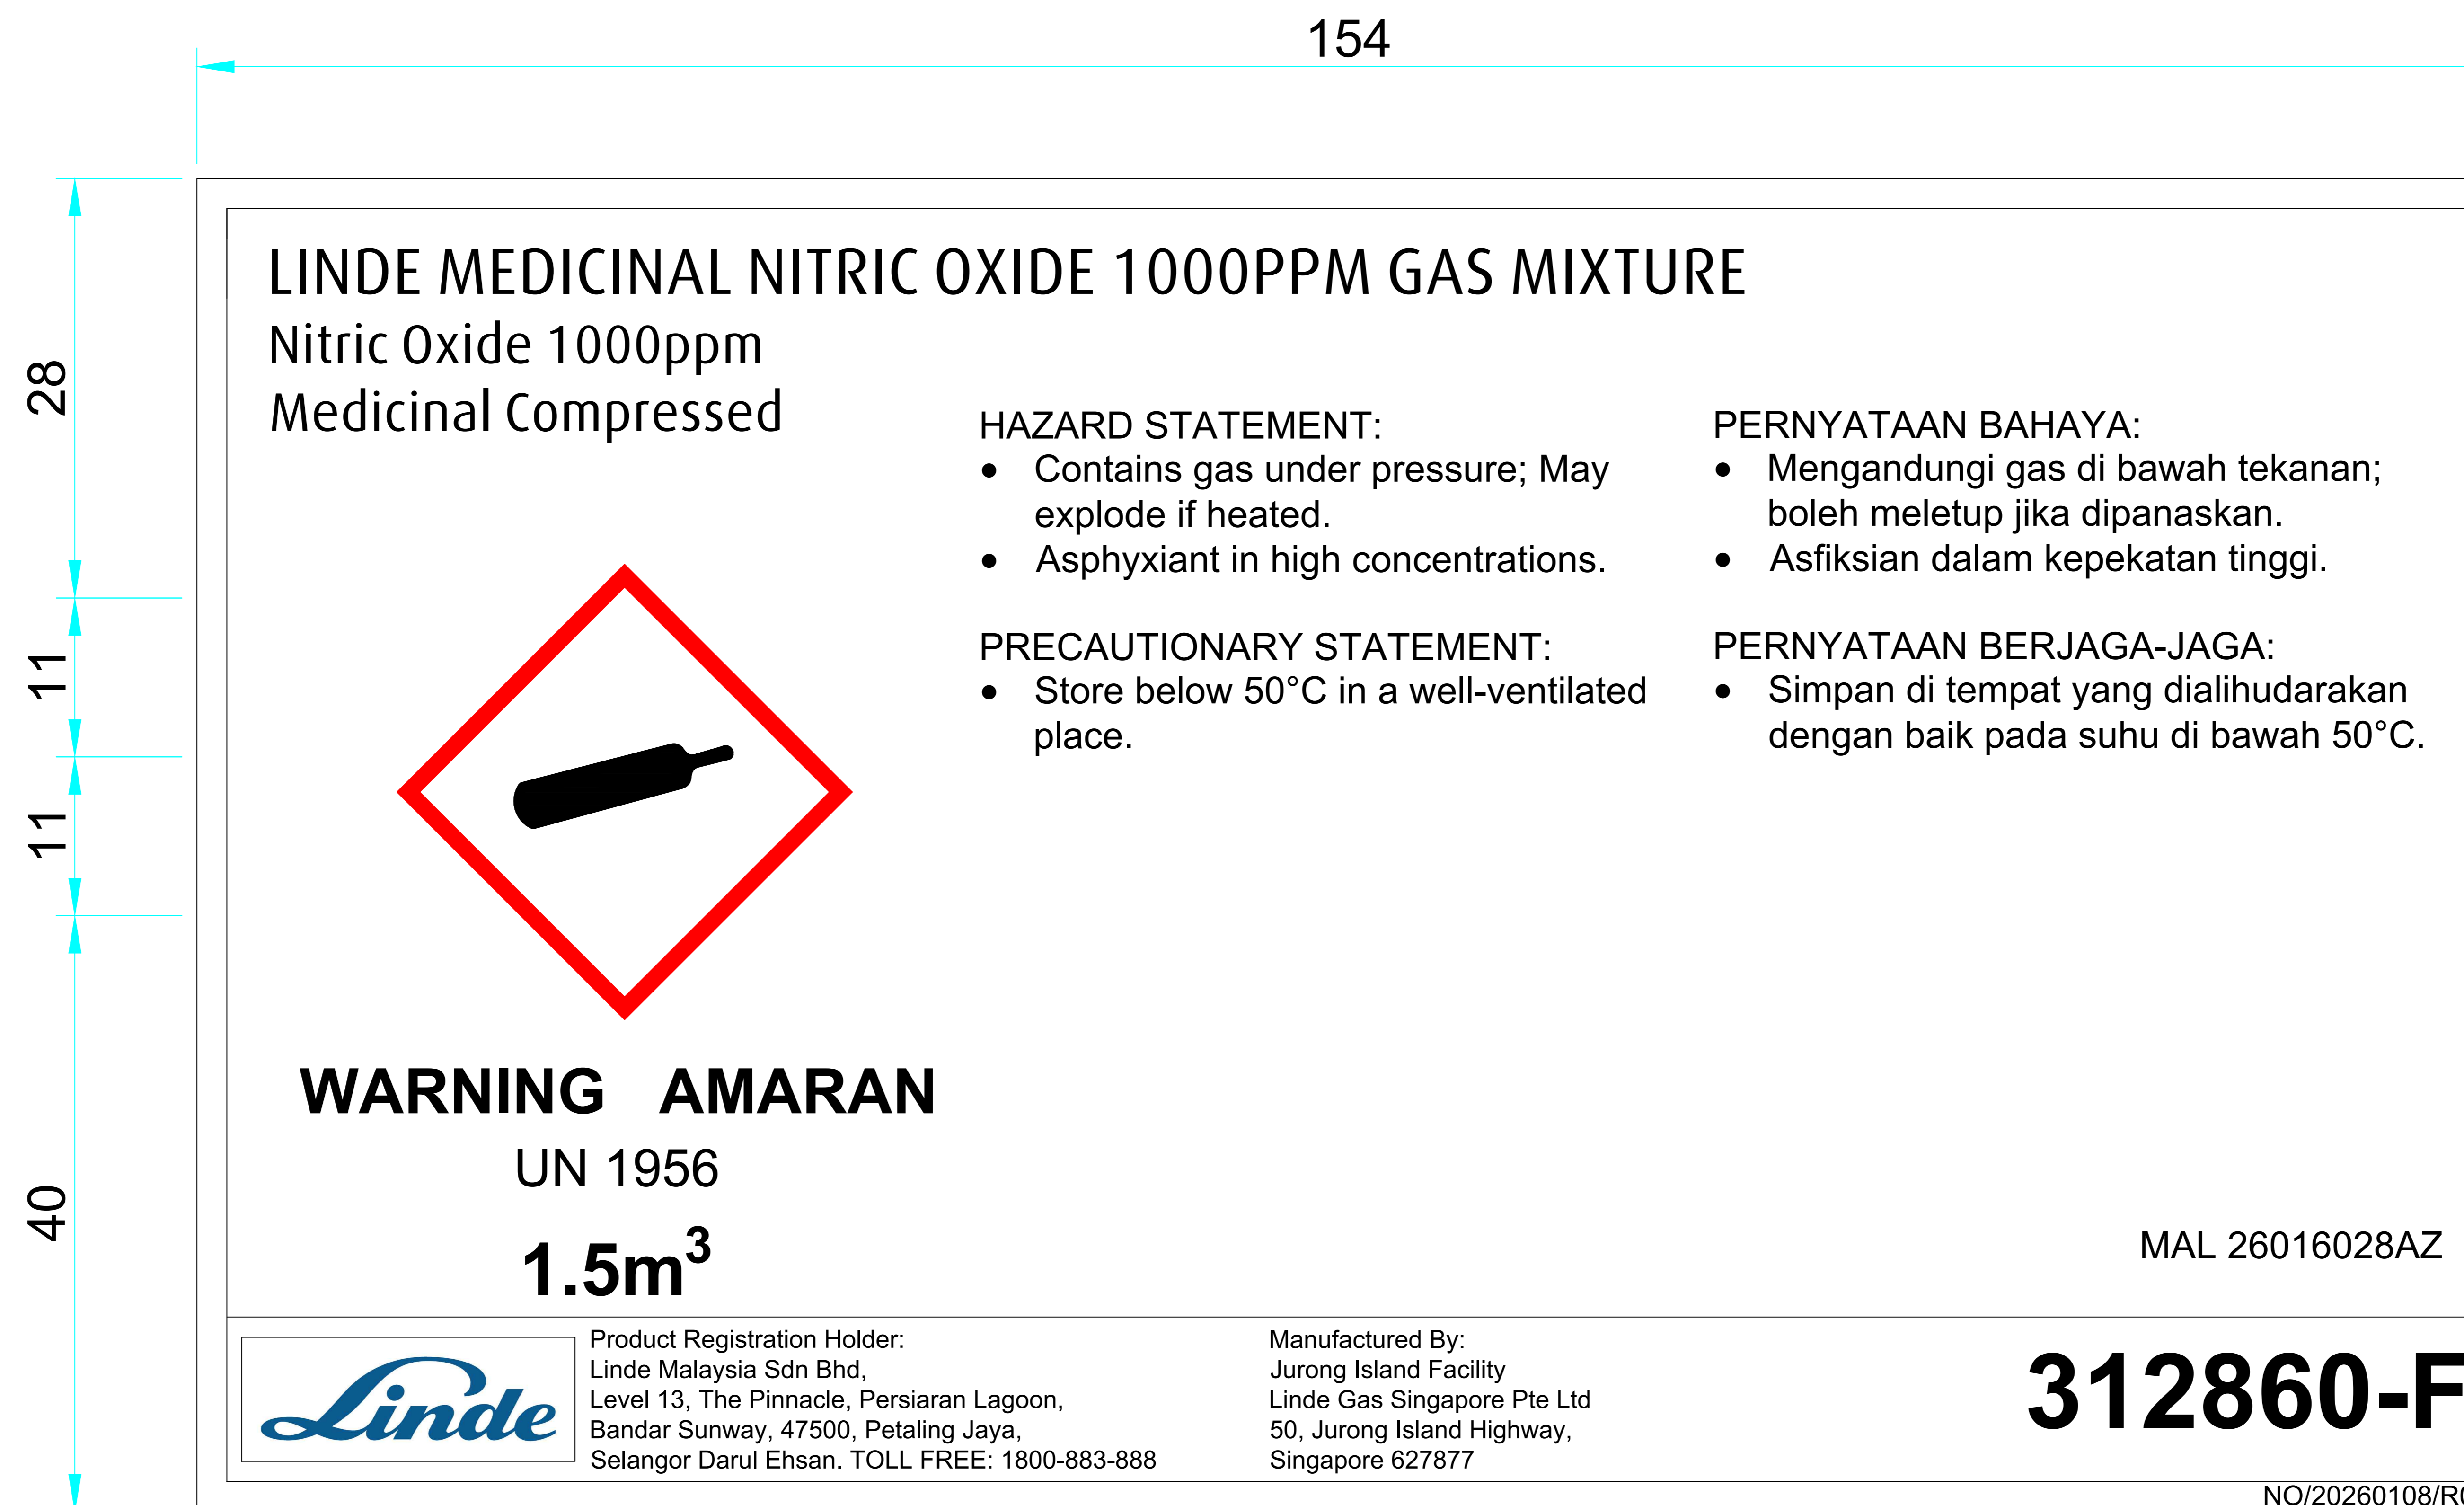 154
28
11
11
40
LINDE MEDICINAL NITRIC OXIDE 1000PPM GAS MIXTURE
Nitric Oxide 1000ppm
Medicinal Compressed
HAZARD STATEMENT:
● Contains gas under pressure; May
explode if heated.
● Asphyxiant in high concentrations.
PRECAUTIONARY STATEMENT:
● Store below 50°C in a well-ventilated
place.
PERNYATAAN BAHAYA:
● Mengandungi gas di bawah tekanan;
boleh meletup jika dipanaskan.
● Asfiksian dalam kepekatan tinggi.
PERNYATAAN BERJAGA-JAGA:
● Simpan di tempat yang dialihudarakan
dengan baik pada suhu di bawah 50°C.
WARNING AMARAN
UN 1956
1.5m³
MAL 26016028AZ
Linde
Product Registration Holder:
Linde Malaysia Sdn Bhd,
Level 13, The Pinnacle, Persiaran Lagoon,
Bandar Sunway, 47500, Petaling Jaya,
Selangor Darul Ehsan. TOLL FREE: 1800-883-888
Manufactured By:
Jurong Island Facility
Linde Gas Singapore Pte Ltd
50, Jurong Island Highway,
Singapore 627877
312860-F